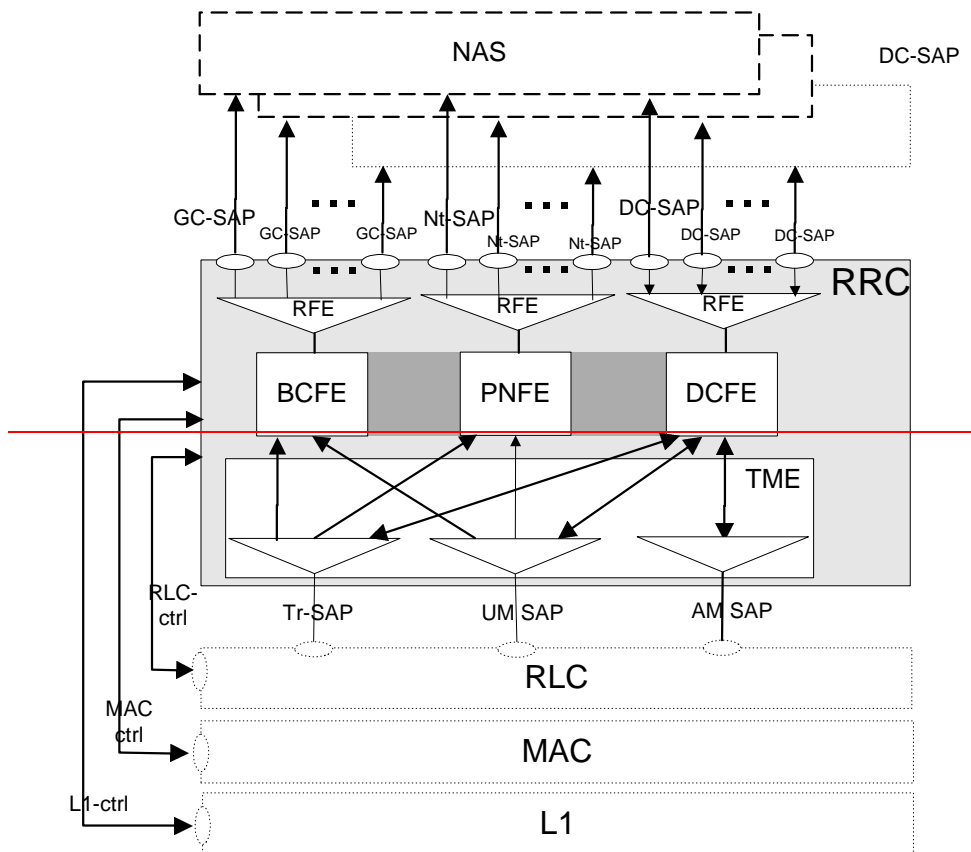 NAS
DC-SAP
GC-SAP
GC-SAP
GC-SAP
Nt-SAP
Nt-SAP
Nt-SAP
DC-SAP
DC-SAP
DC-SAP
RRC
RFE
RFE
RFE
BCFE
PNFE
DCFE
TME
RLC-
ctrl
Tr-SAP
UM SAP
AM SAP
RLC
MAC
ctrl
MAC
L1-ctrl
L1